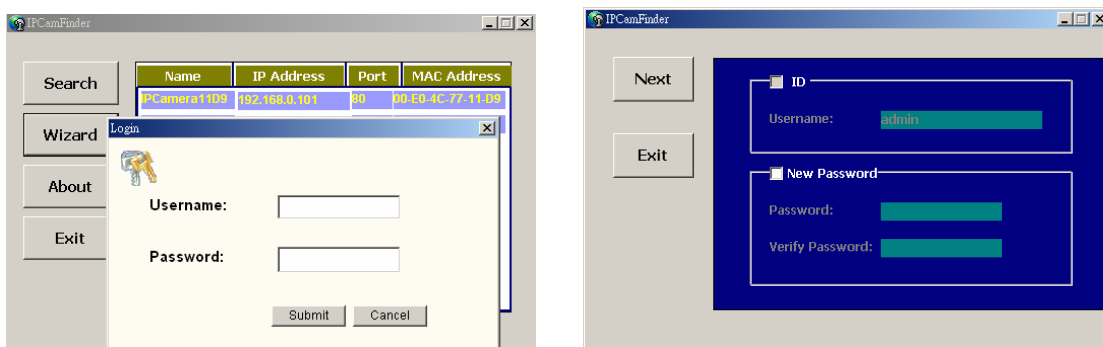 IPCamFinder
Search
Wizard
About
Exit
Name IP Address Port MAC Address
IPCamera11D9 192.168.0.101 80 00-E0-4C-77-11-D9
Login
Username:
Password:
Submit Cancel
IPCamFinder
Next
Exit
ID
Username: admin
New Password
Password:
Verify Password: